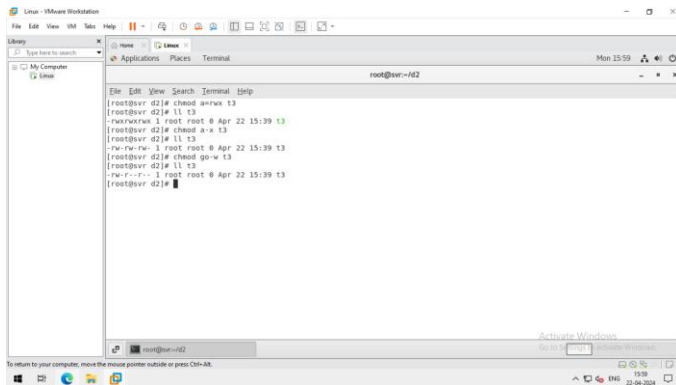 Linux - VMware Workstation
File Edit View VM Tabs Help
Library
Type here to search
My Computer
Linux
Home
Linux
Applications Places Terminal
Mon 15:59
root@svr:~/d2
File Edit View Search Terminal Help
[root@svr d2]# chmod a=rwx t3
[root@svr d2]# ll t3
-rwxrwxrwx 1 root root 0 Apr 22 15:39 t3
[root@svr d2]# chmod a-x t3
[root@svr d2]# ll t3
-rw-rw-rw- 1 root root 0 Apr 22 15:39 t3
[root@svr d2]# chmod go-w t3
[root@svr d2]# ll t3
-rw-r--r-- 1 root root 0 Apr 22 15:39 t3
[root@svr d2]#
Activate Windows
Go to Settings to activate Windows.
root@svr:~/d2
To return to your computer, move the mouse pointer outside or press Ctrl+Alt.
ENG
15:59
22-04-2024